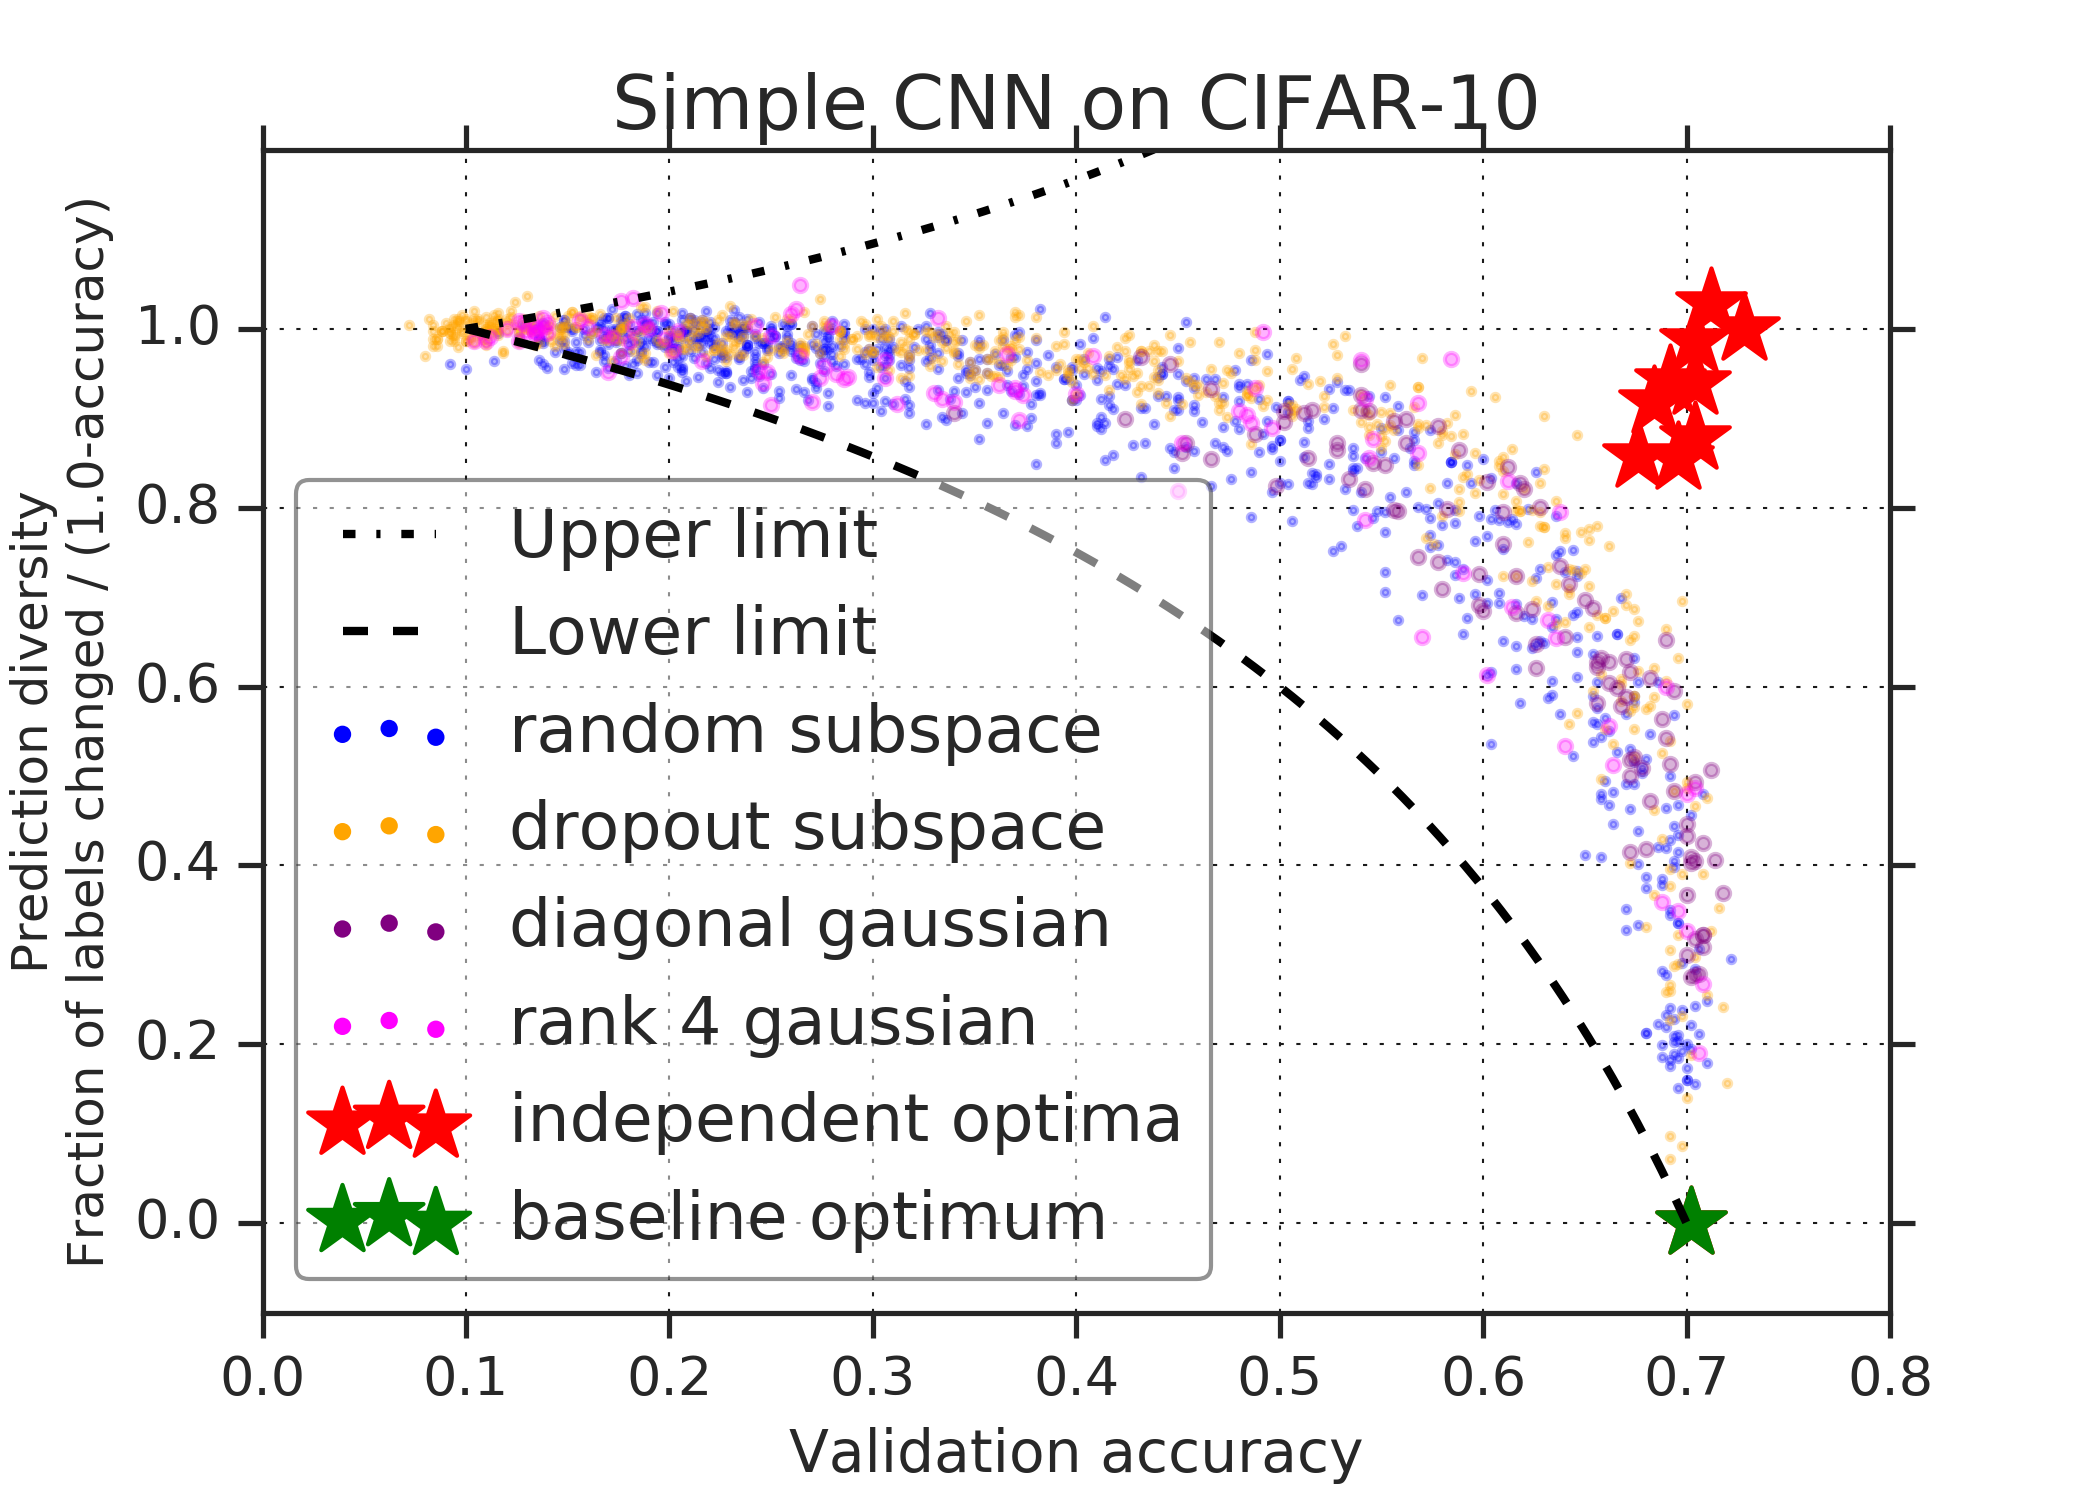 Simple CNN on CIFAR-10
Prediction diversity
Fraction of labels changed / (1.0-accuracy)
1.0
0.8
0.6
0.4
0.2
0.0
Upper limit
Lower limit
random subspace
dropout subspace
diagonal gaussian
rank 4 gaussian
independent optima
baseline optimum
0.0 0.1 0.2 0.3 0.4 0.5 0.6 0.7 0.8
Validation accuracy